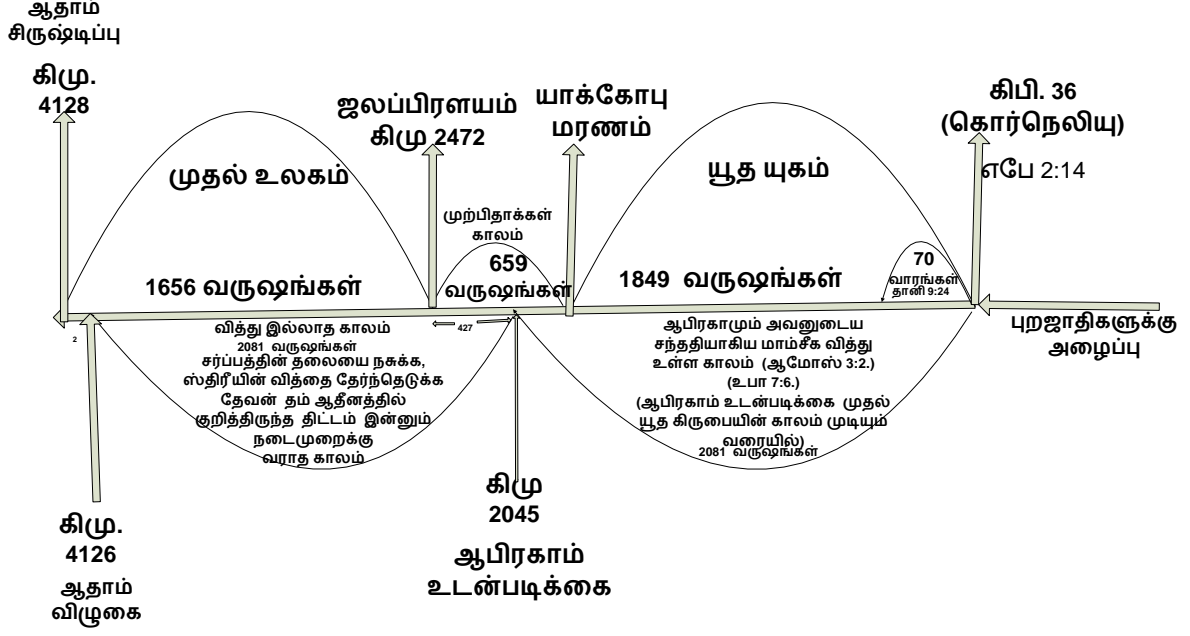 ஆதாம்
சிருஷ்டிப்பு
கிமு.
4128
ஜலப்பிரளயம்
கிமு 2472
யாக்கோபு
மரணம்
கிபி. 36
(கொர்நெலியு)
எபே 2:14
முதல் உலகம்
யூத யுகம்
முற்பிதாக்கள்
காலம்
659
வருஷங்கள்
1656 வருஷங்கள்
1849 வருஷங்கள்
70
வாரங்கள்
தானி 9:24
புறஜாதிகளுக்கு
அழைப்பு
2
427
வித்து இல்லாத காலம்
2081 வருஷங்கள்
சர்ப்பத்தின் தலையை நசுக்க,
ஸ்திரீயின் வித்தை தேர்ந்தெடுக்க
தேவன் தம் ஆதீனத்தில்
குறித்திருந்த திட்டம் இன்னும்
நடைமுறைக்கு
வராத காலம்
ஆபிரகாமும் அவனுடைய
சந்ததியாகிய மாம்சீக வித்து
உள்ள காலம் (ஆமோஸ் 3:2.)
(உபா 7:6.)
(ஆபிரகாம் உடன்படிக்கை முதல்
யூத கிருபையின் காலம் முடியும்
வரையில்)
2081 வருஷங்கள்
கிமு.
4126
ஆதாம்
விழுகை
கிமு
2045
ஆபிரகாம்
உடன்படிக்கை